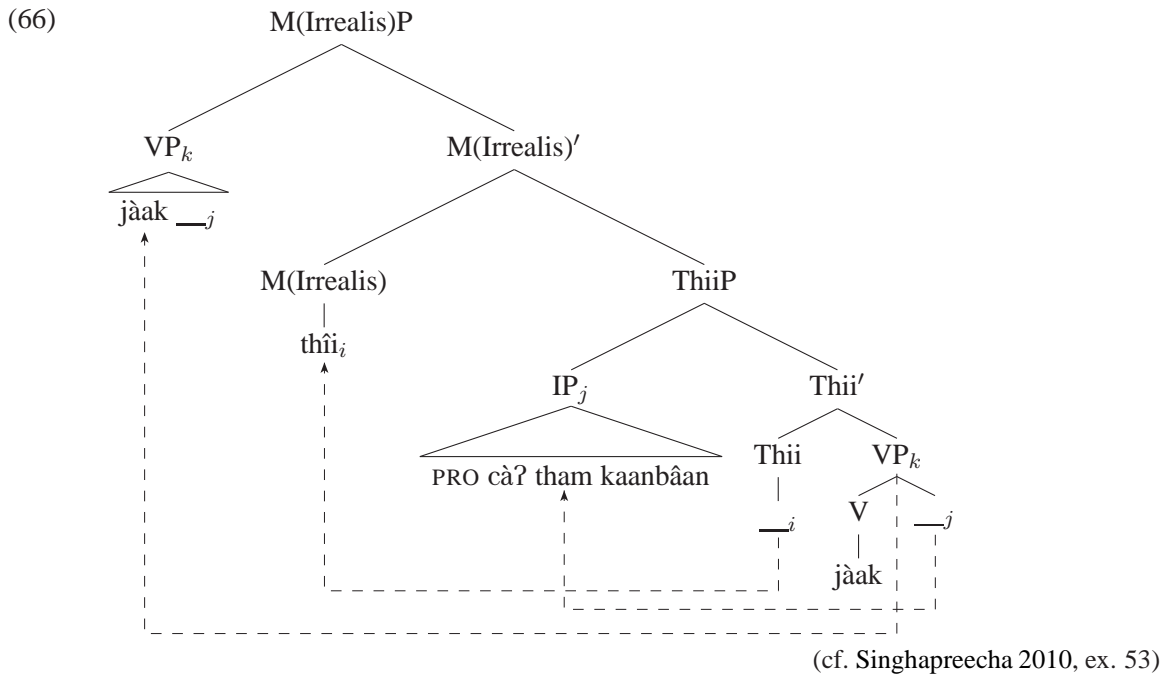 (66) M(Irrealis)P
VPₖ M(Irrealis)′
jàak __ⱼ
M(Irrealis) ThiiP
thîiᵢ
IPⱼ Thii′
PRO càʔ tham kaanbâan Thii VPₖ
__ᵢ V __ⱼ
jàak
(cf. Singhapreecha 2010, ex. 53)